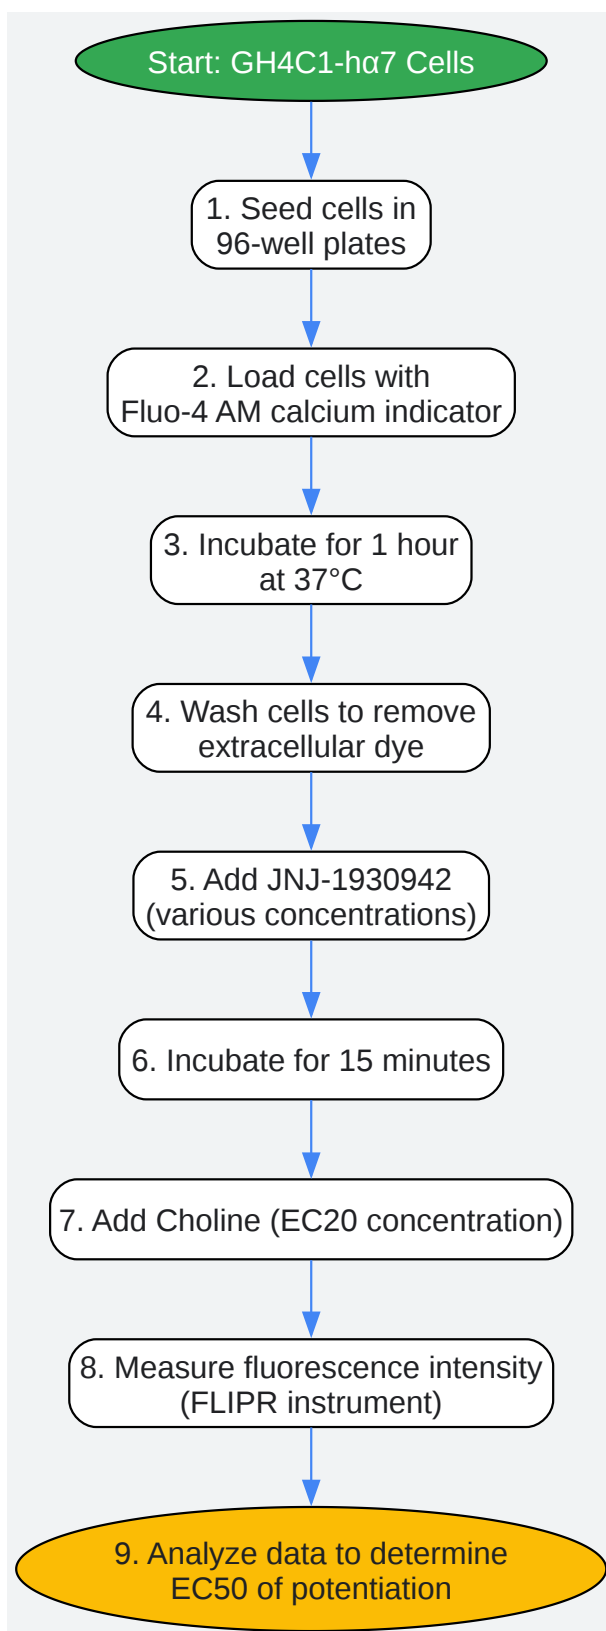 Start: GH4C1-hα7 Cells
1. Seed cells in
96-well plates
2. Load cells with
Fluo-4 AM calcium indicator
3. Incubate for 1 hour
at 37°C
4. Wash cells to remove
extracellular dye
5. Add JNJ-1930942
(various concentrations)
6. Incubate for 15 minutes
7. Add Choline (EC20 concentration)
8. Measure fluorescence intensity
(FLIPR instrument)
9. Analyze data to determine
EC50 of potentiation